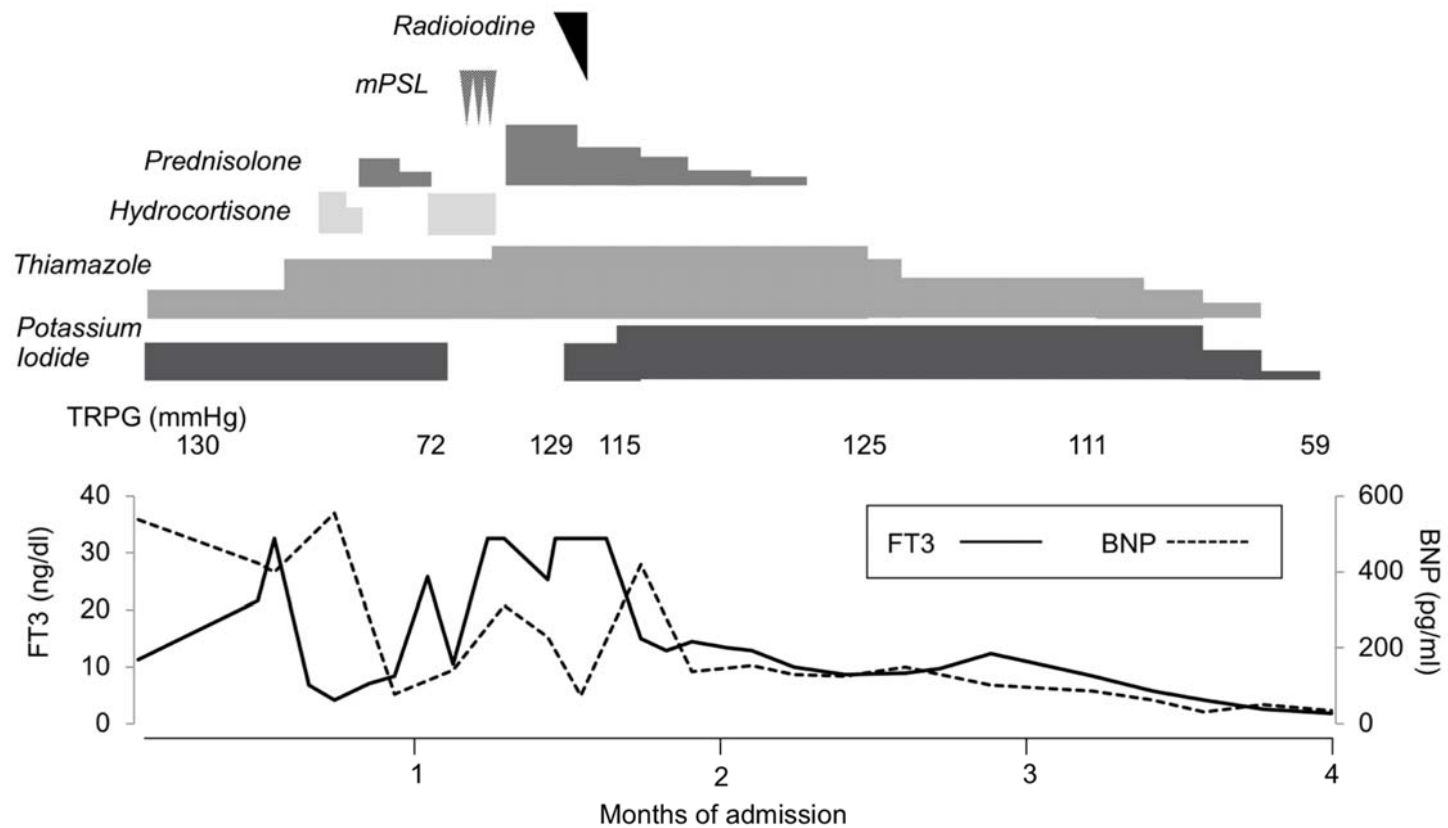 Radioiodine
mPSL
Prednisolone
Hydrocortisone
Thiamazole
Potassium
Iodide
TRPG (mmHg)
130 72 129 115 125 111 59
40 600
30 400
20 200
10 0
0
FT3 (ng/dl)
BNP (pg/ml)
FT3 BNP
1 2 3 4
Months of admission